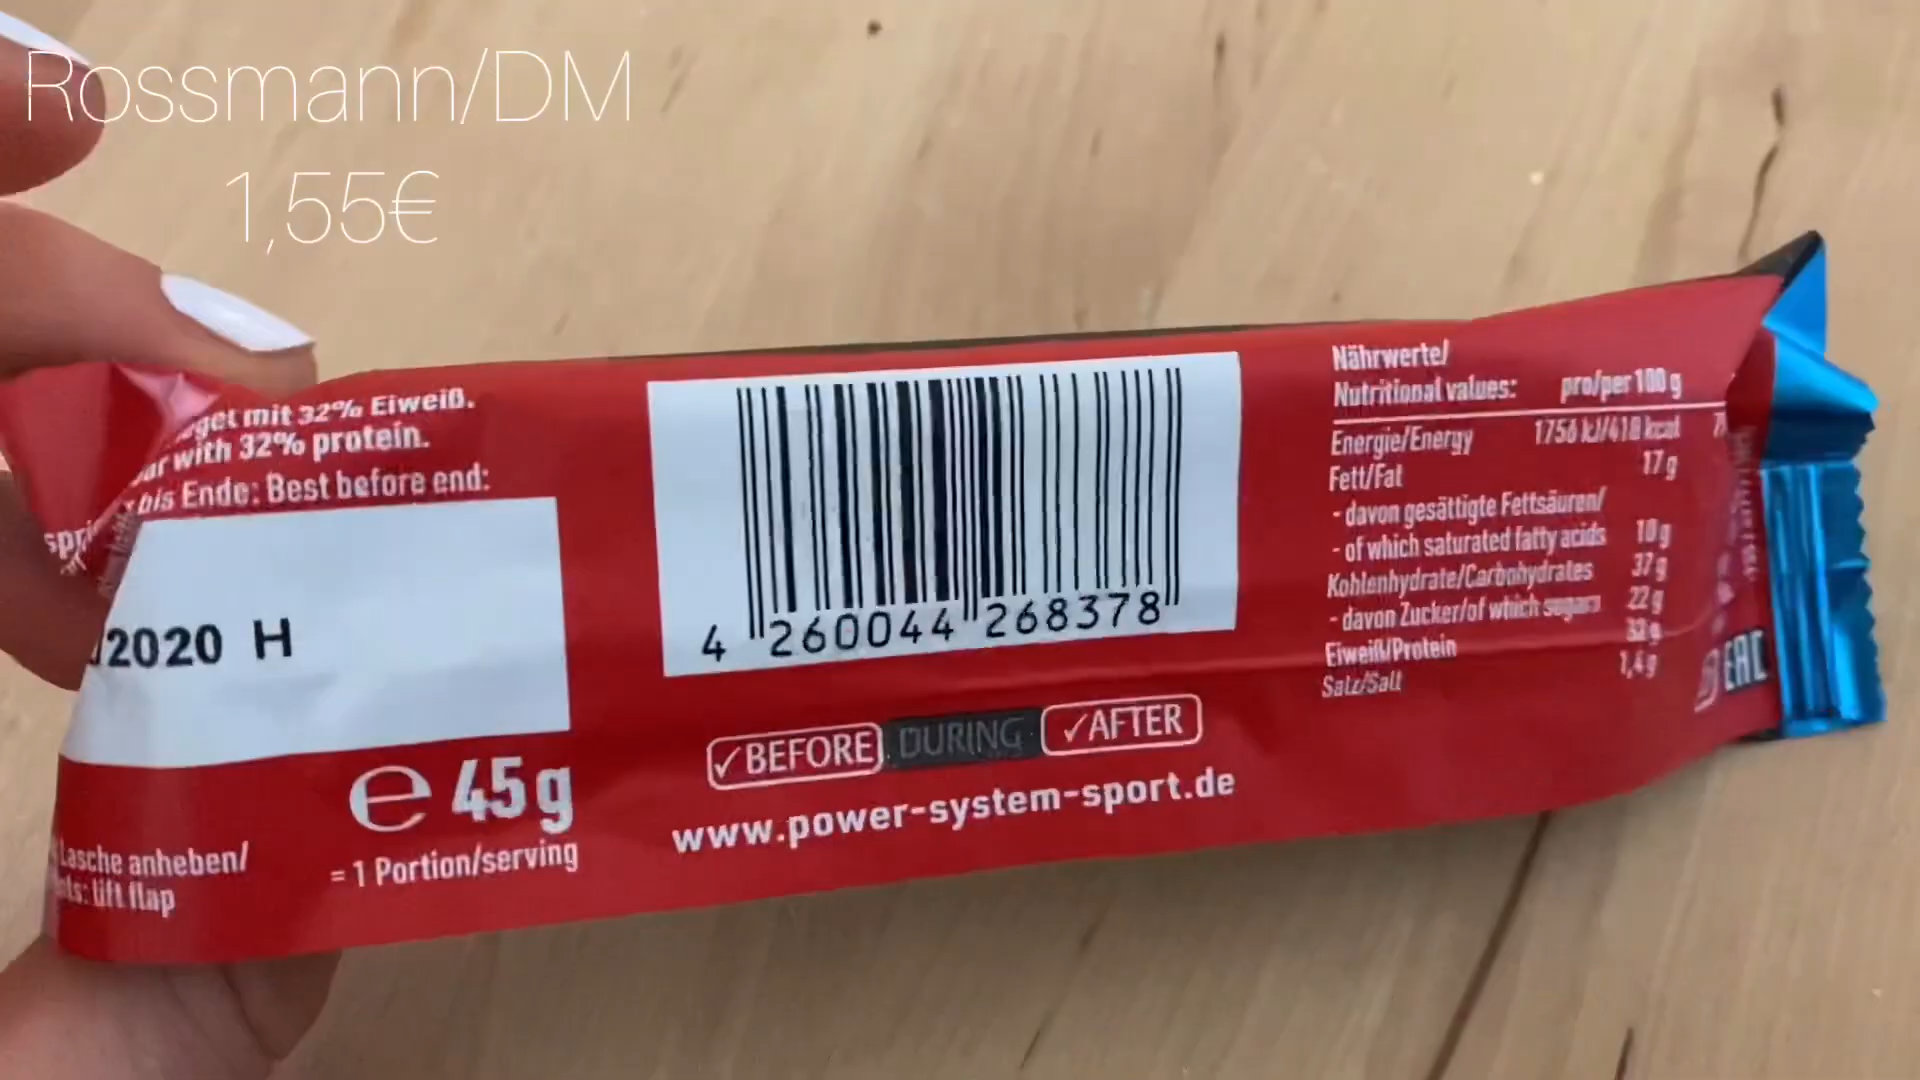 Rossmann/DM
1,55€
mit 32% Eiweiß.
with 32% protein.
bis Ende: Best before end:
2020 H
e 45g
= 1 Portion/serving
Lasche anheben/
lift flap
4 260044 268378
✓BEFORE DURING ✓AFTER
www.power-system-sport.de
Nährwerte/
Nutritional values: pro/per 100 g
Energie/Energy 1756 kJ/418 kcal
Fett/Fat 17 g
- davon gesättigte Fettsäuren/
- of which saturated fatty acids 10 g
Kohlenhydrate/Carbohydrates 37 g
- davon Zucker/of which sugars 22 g
Eiweiß/Protein 32 g
Salz/Salt 1,4 g
EAC